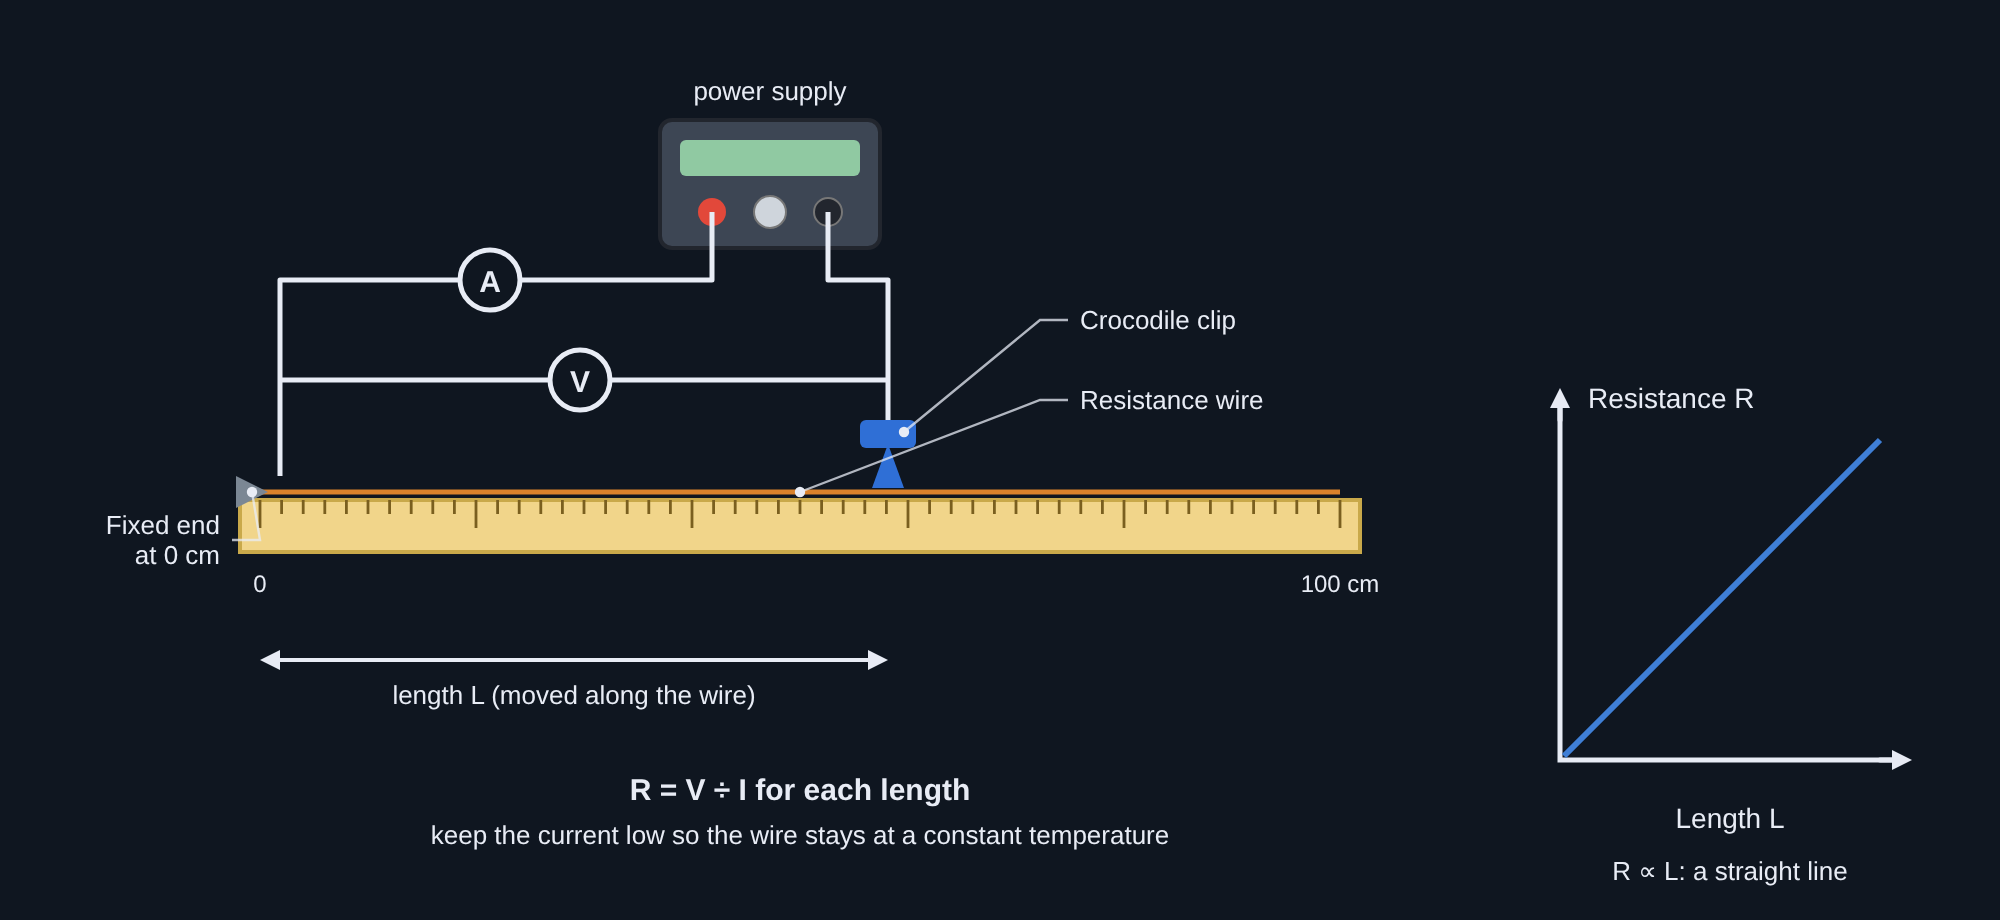 power supply
A
V
Crocodile clip
Resistance wire
Resistance R
Fixed end
at 0 cm
0
100 cm
length L (moved along the wire)
R = V ÷ I for each length
keep the current low so the wire stays at a constant temperature
Length L
R ∝ L: a straight line